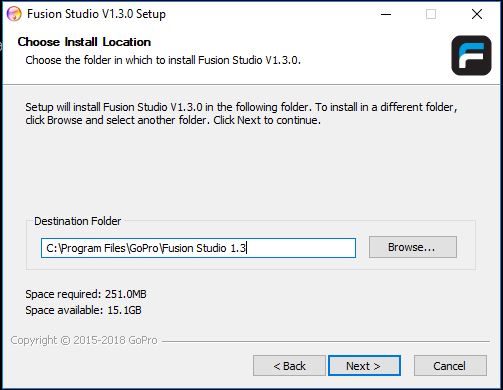 Fusion Studio V1.3.0 Setup
Choose Install Location
Choose the folder in which to install Fusion Studio V1.3.0.
Setup will install Fusion Studio V1.3.0 in the following folder. To install in a different folder,
click Browse and select another folder. Click Next to continue.
Destination Folder
C:\Program Files\GoPro\Fusion Studio 1.3
Browse...
Space required: 251.0MB
Space available: 15.1GB
Copyright © 2015-2018 GoPro
< Back
Next >
Cancel